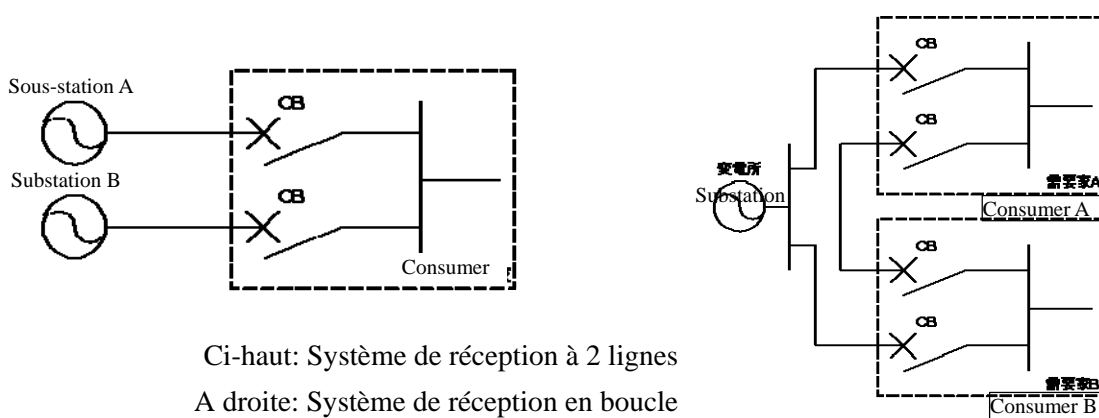 Sous-station A
CB
Substation B
CB
Consumer
CB
CB
変電所
Substation
需要家A
Consumer A
CB
CB
需要家B
Consumer B
Ci-haut: Système de réception à 2 lignes
A droite: Système de réception en boucle